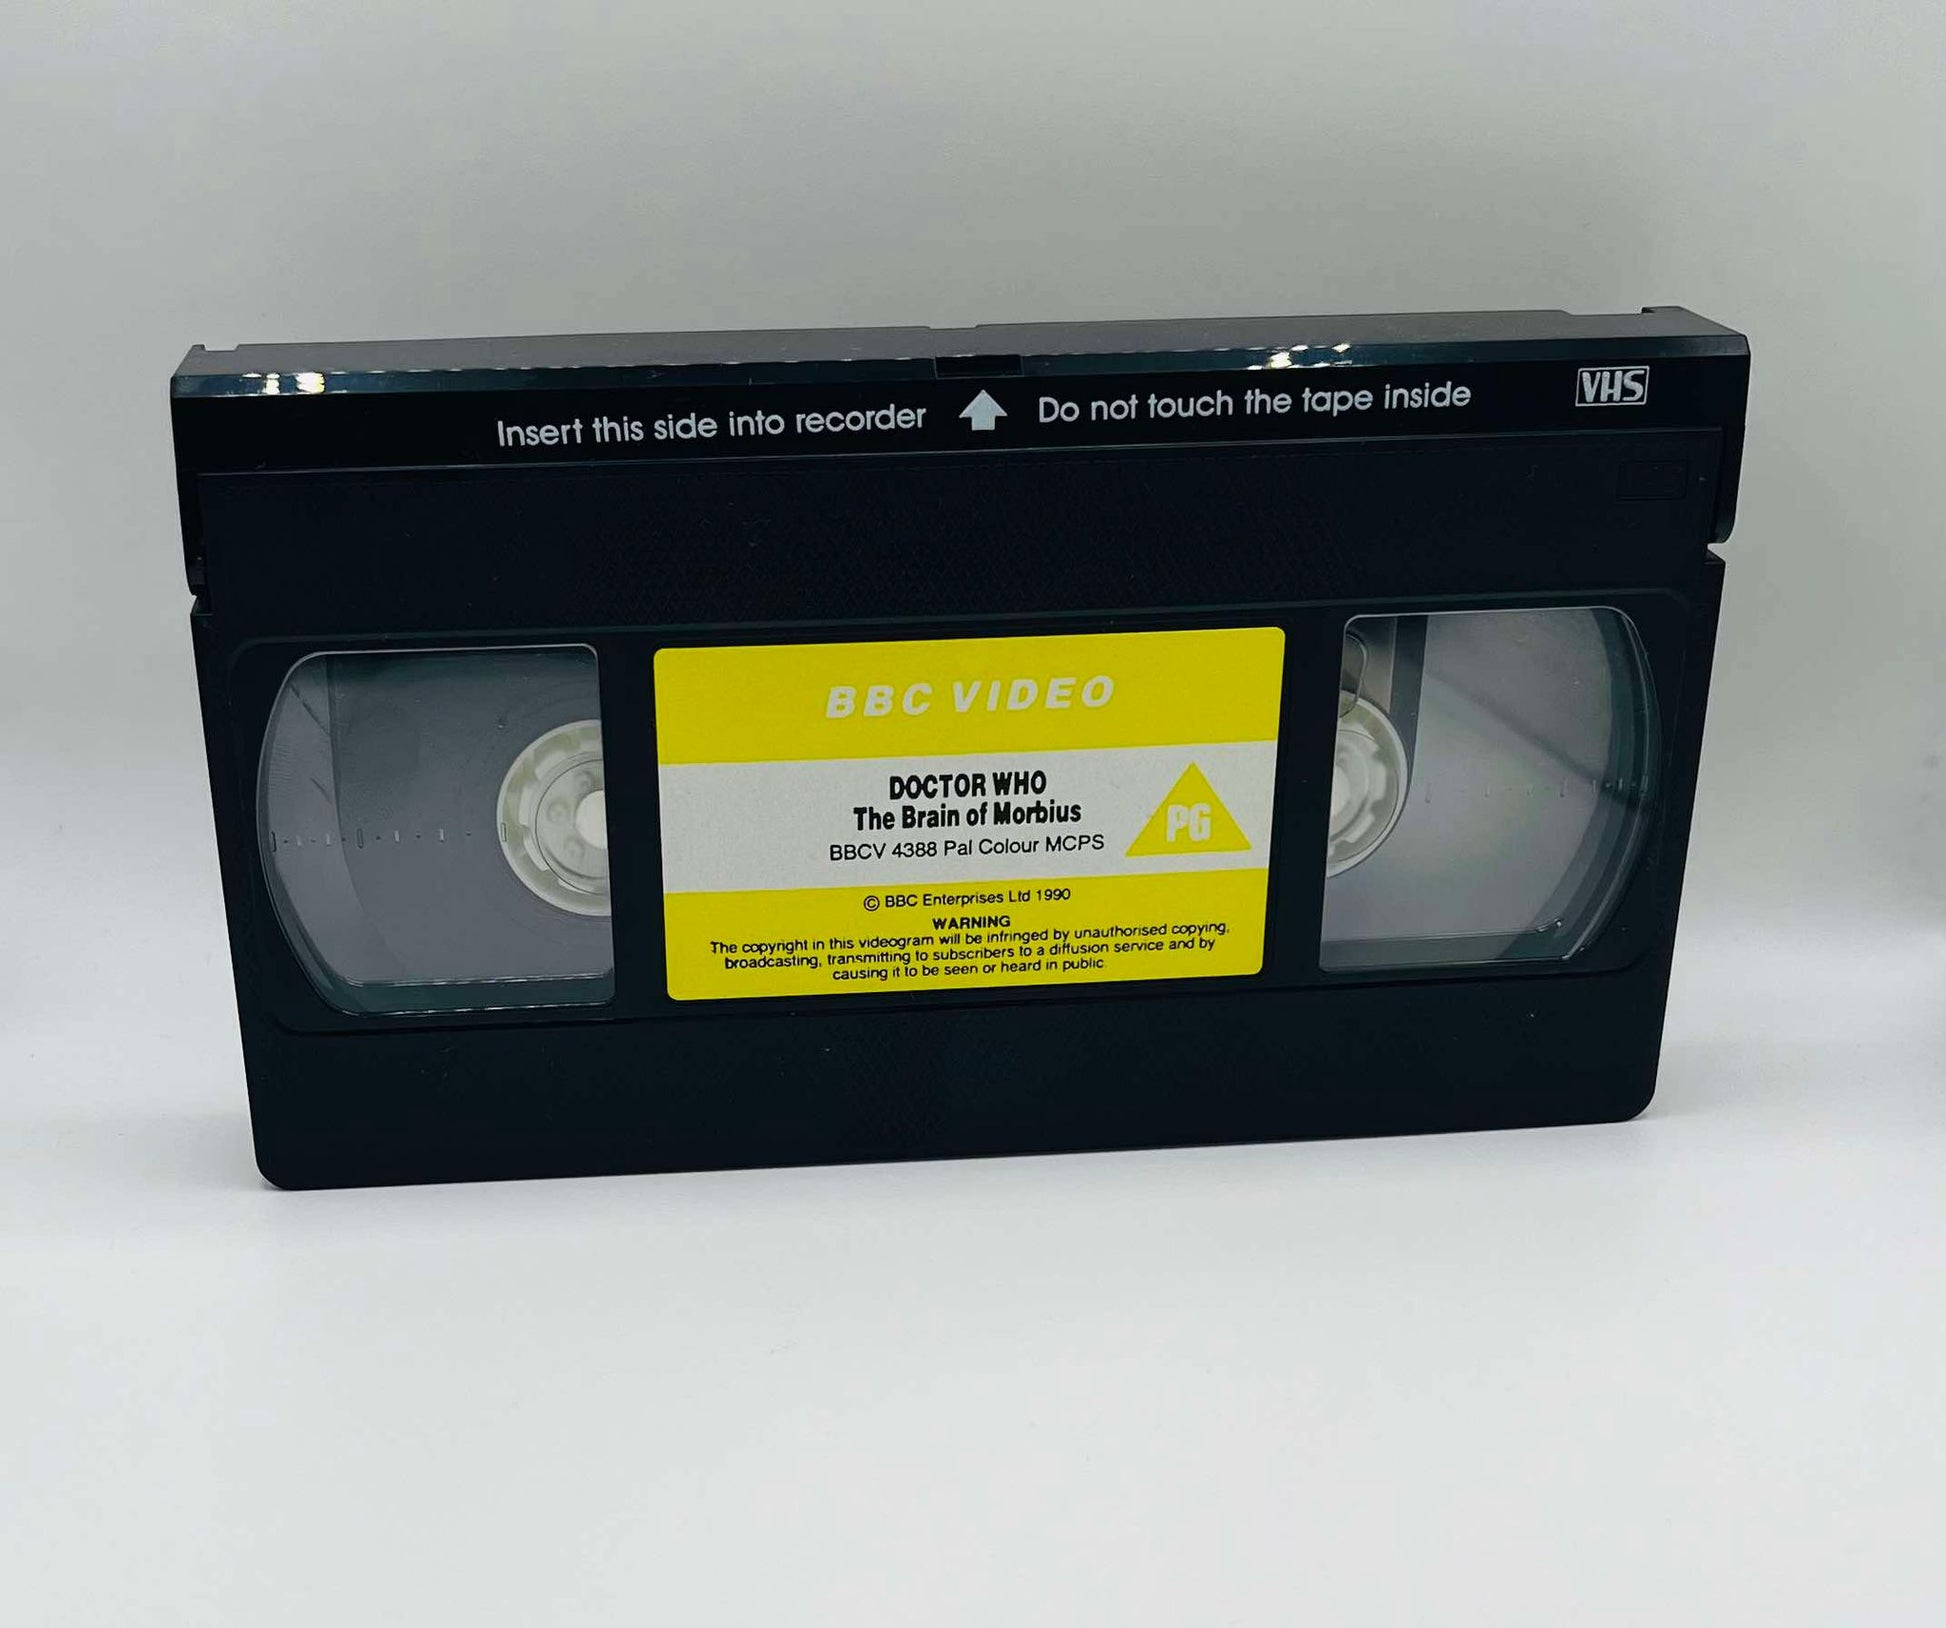 Insert this side into recorder Do not touch the tape inside VHS
BBC VIDEO
DOCTOR WHO
The Brain of Morbius
BBCV 4388 Pal Colour MCPS
PG
© BBC Enterprises Ltd 1990
WARNING
The copyright in this videogram will be infringed by unauthorised copying,
broadcasting, transmitting to subscribers to a diffusion service and by
causing it to be seen or heard in public.